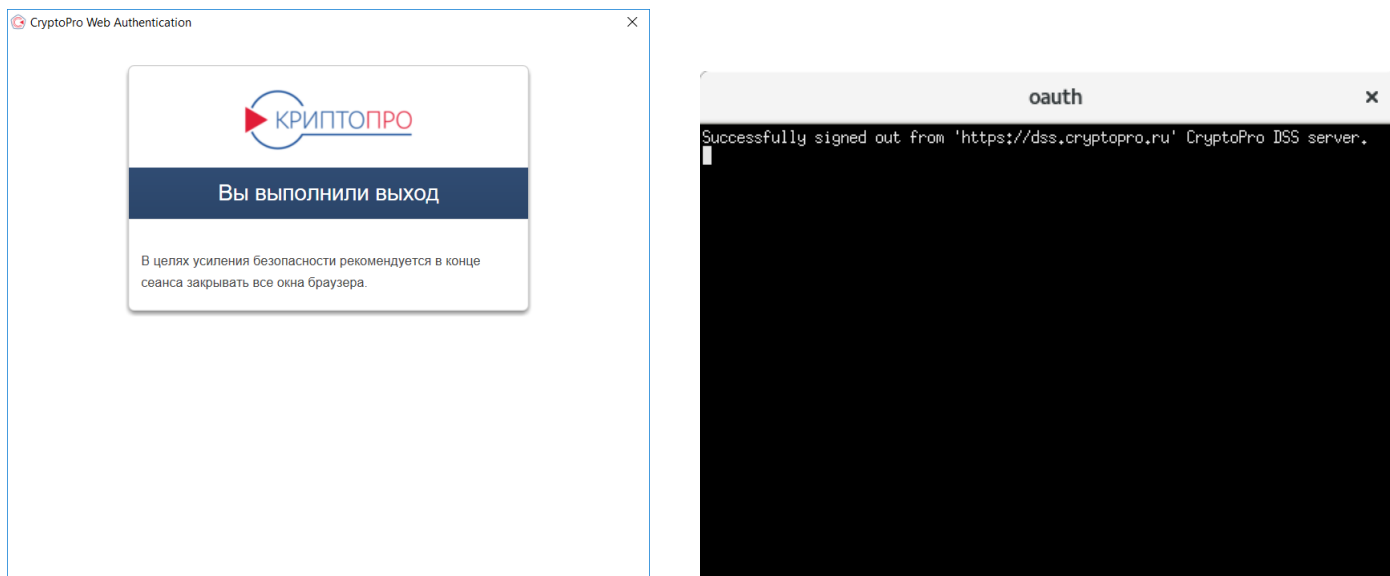 CryptoPro Web Authentication
КРИПТОПРО
Вы выполнили выход
В целях усиления безопасности рекомендуется в конце
сеанса закрывать все окна браузера.
oauth
Successfully signed out from 'https://dss.cryptopro.ru' CryptoPro DSS server.